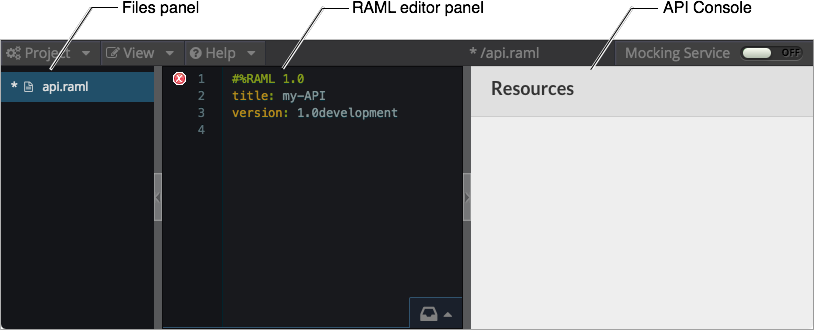 Files panel RAML editor panel API Console
Project View Help * /api.raml Mocking Service OFF
* api.raml
Resources
1 #%RAML 1.0
2 title: my-API
3 version: 1.0development
4